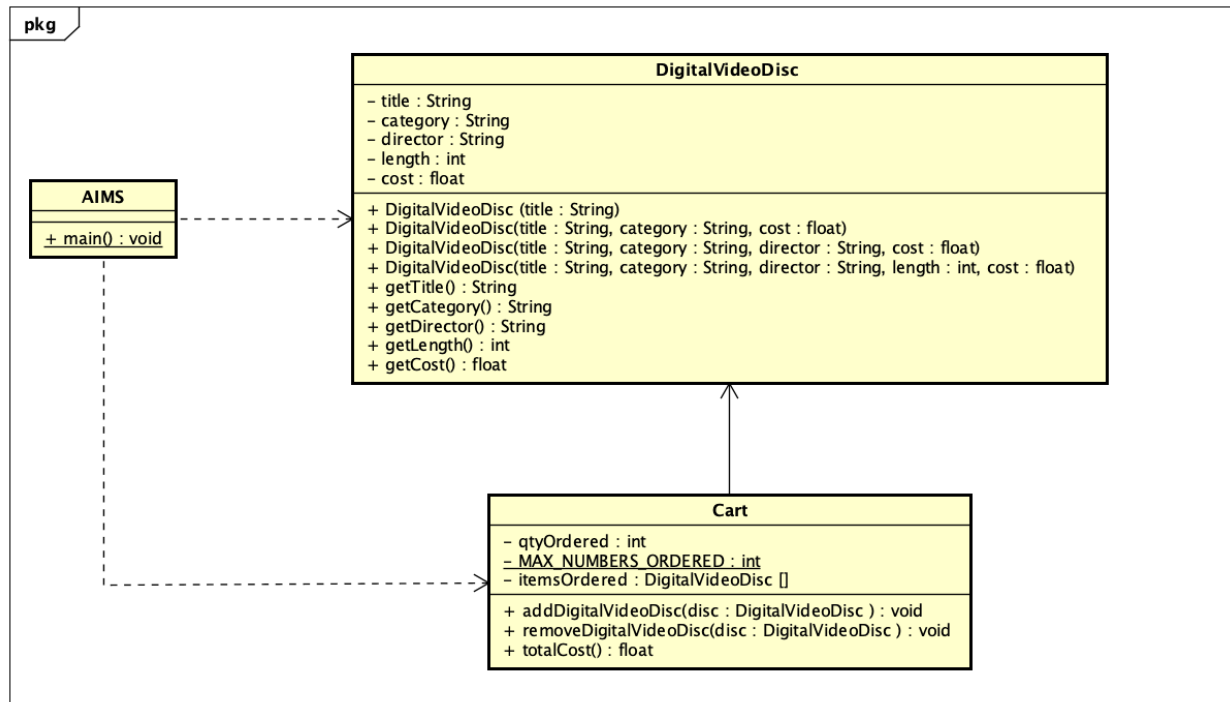 pkg
DigitalVideoDisc
– title : String
– category : String
– director : String
– length : int
– cost : float
+ DigitalVideoDisc (title : String)
+ DigitalVideoDisc(title : String, category : String, cost : float)
+ DigitalVideoDisc(title : String, category : String, director : String, cost : float)
+ DigitalVideoDisc(title : String, category : String, director : String, length : int, cost : float)
+ getTitle() : String
+ getCategory() : String
+ getDirector() : String
+ getLength() : int
+ getCost() : float
AIMS
+ main() : void
Cart
– qtyOrdered : int
– MAX_NUMBERS_ORDERED : int
– itemsOrdered : DigitalVideoDisc []
+ addDigitalVideoDisc(disc : DigitalVideoDisc ) : void
+ removeDigitalVideoDisc(disc : DigitalVideoDisc ) : void
+ totalCost() : float